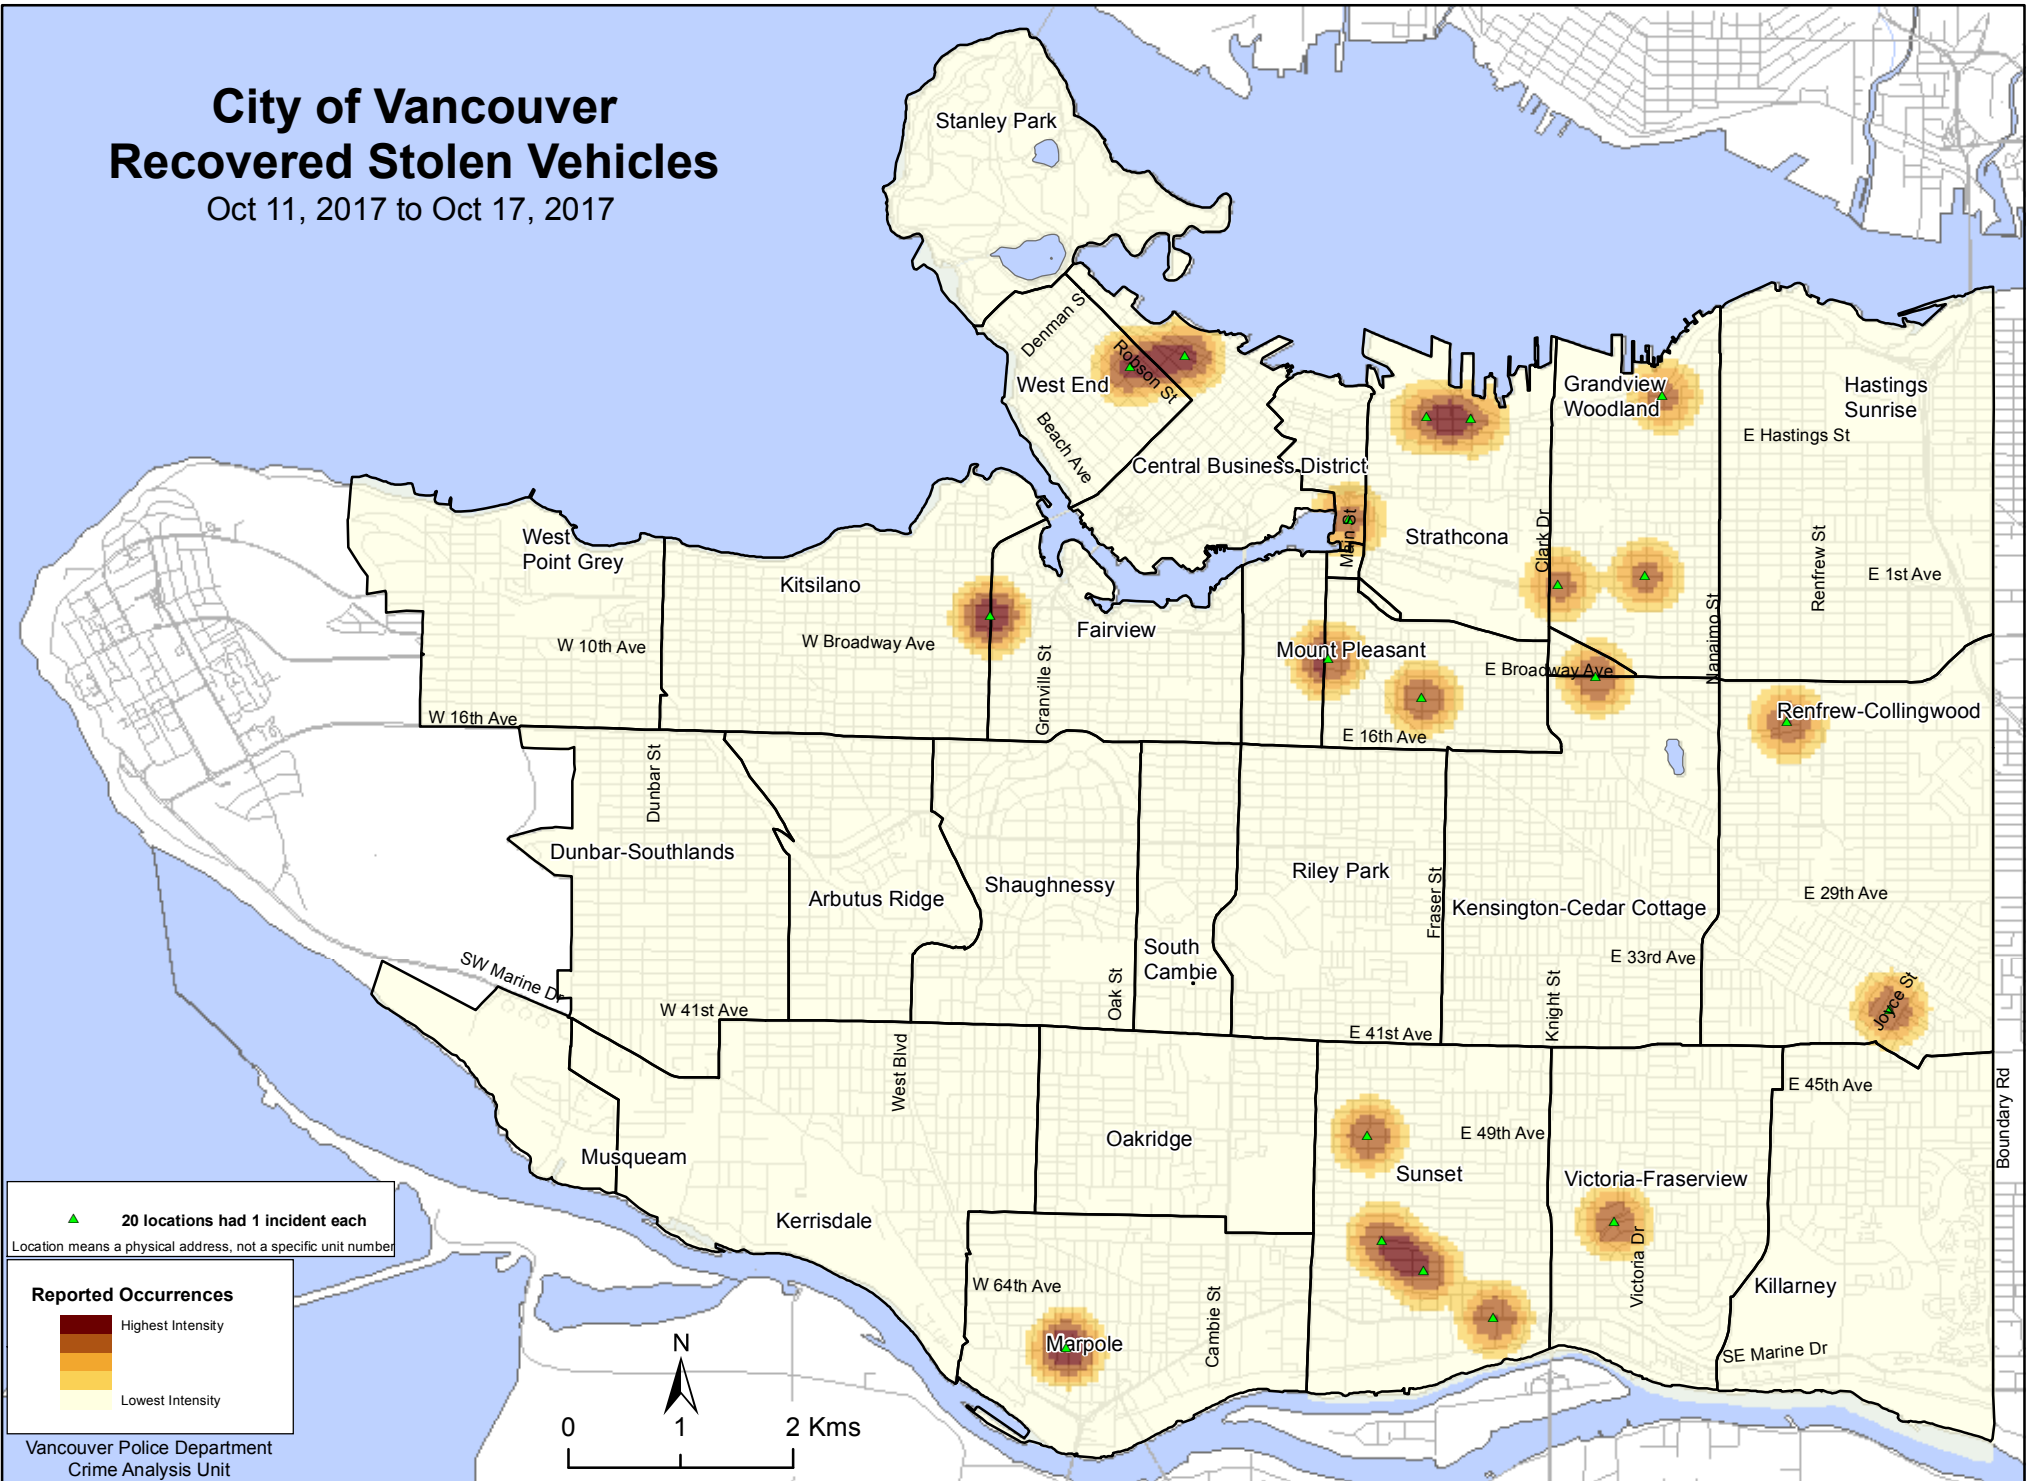 City of Vancouver
Recovered Stolen Vehicles
Oct 11, 2017 to Oct 17, 2017
Stanley Park
Denman St
Robson St
West End
Beach Ave
Central Business District
Grandview
Woodland
Hastings
Sunrise
E Hastings St
Main St
Strathcona
Clark Dr
Renfrew St
E 1st Ave
Nanaimo St
West
Point Grey
Kitsilano
W 10th Ave
W Broadway Ave
Fairview
Granville St
Mount Pleasant
E Broadway Ave
W 16th Ave
E 16th Ave
Renfrew-Collingwood
Dunbar St
Dunbar-Southlands
Arbutus Ridge
Shaughnessy
South
Cambie
Riley Park
Fraser St
Kensington-Cedar Cottage
E 29th Ave
E 33rd Ave
SW Marine Dr
W 41st Ave
Oak St
E 41st Ave
Knight St
Joyce St
West Blvd
E 45th Ave
Boundary Rd
Musqueam
Oakridge
E 49th Ave
Sunset
Victoria-Fraserview
Kerrisdale
Victoria Dr
Killarney
W 64th Ave
Cambie St
Marpole
SE Marine Dr
20 locations had 1 incident each
Location means a physical address, not a specific unit number
Reported Occurrences
Highest Intensity
Lowest Intensity
Vancouver Police Department
Crime Analysis Unit
N
0 1 2 Kms